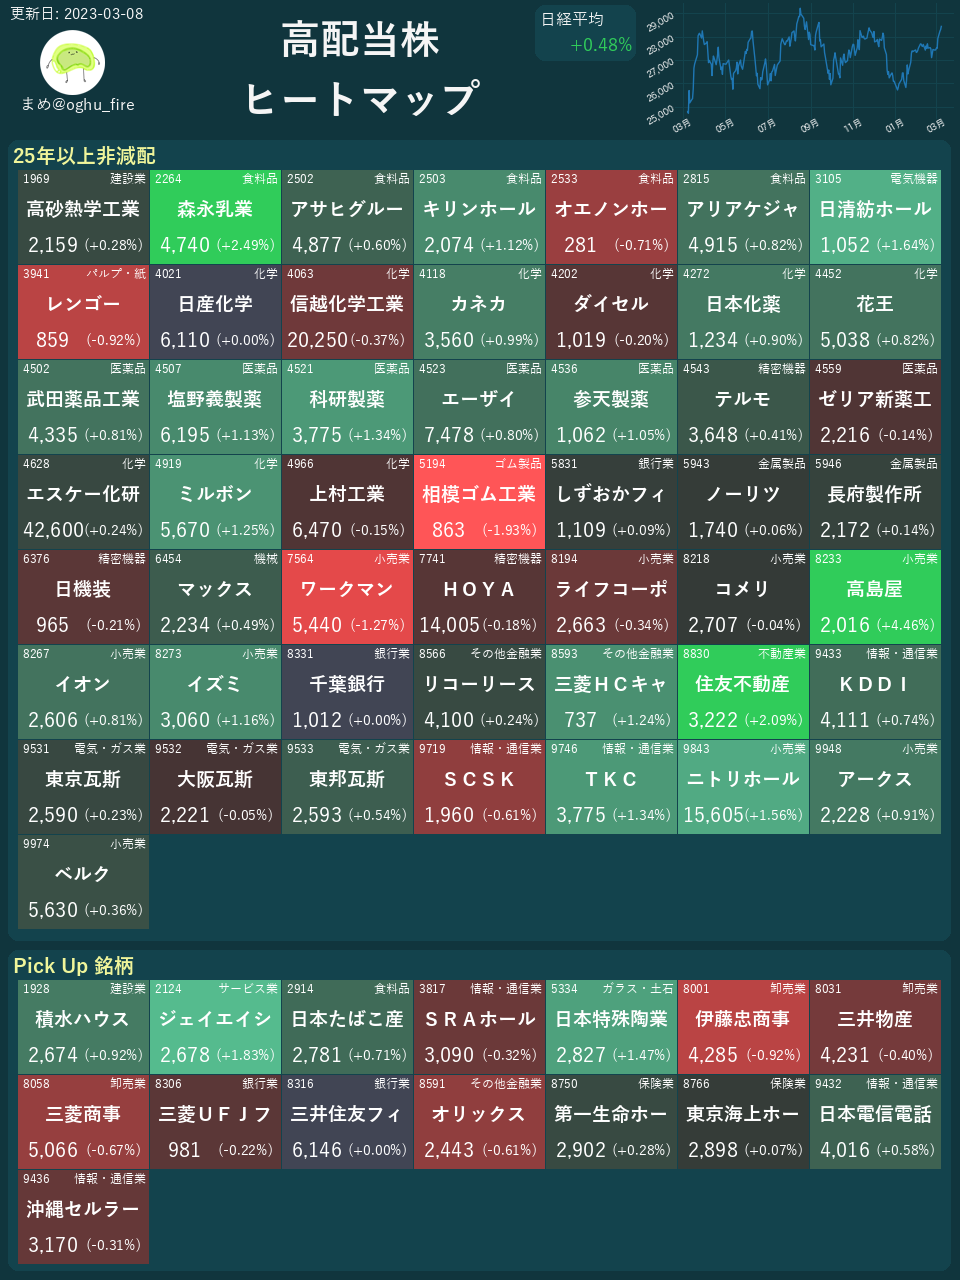 更新日: 2023-03-08
まめ@oghu_fire
高配当株
ヒートマップ
日経平均
+0.48%
29,000
28,000
27,000
26,000
25,000
03月 05月 07月 09月 11月 01月 03月
25年以上非減配
1969 建設業
高砂熱学工業
2,159 (+0.28%)
2264 食料品
森永乳業
4,740 (+2.49%)
2502 食料品
アサヒグルー
4,877 (+0.60%)
2503 食料品
キリンホール
2,074 (+1.12%)
2533 食料品
オエノンホー
281 (-0.71%)
2815 食料品
アリアケジャ
4,915 (+0.82%)
3105 電気機器
日清紡ホール
1,052 (+1.64%)
3941 パルプ・紙
レンゴー
859 (-0.92%)
4021 化学
日産化学
6,110 (+0.00%)
4063 化学
信越化学工業
20,250 (-0.37%)
4118 化学
カネカ
3,560 (+0.99%)
4202 化学
ダイセル
1,019 (-0.20%)
4272 化学
日本化薬
1,234 (+0.90%)
4452 化学
花王
5,038 (+0.82%)
4502 医薬品
武田薬品工業
4,335 (+0.81%)
4507 医薬品
塩野義製薬
6,195 (+1.13%)
4521 医薬品
科研製薬
3,775 (+1.34%)
4523 医薬品
エーザイ
7,478 (+0.80%)
4536 医薬品
参天製薬
1,062 (+1.05%)
4543 精密機器
テルモ
3,648 (+0.41%)
4559 医薬品
ゼリア新薬工
2,216 (-0.14%)
4628 化学
エスケー化研
42,600 (+0.24%)
4919 化学
ミルボン
5,670 (+1.25%)
4966 化学
上村工業
6,470 (-0.15%)
5194 ゴム製品
相模ゴム工業
863 (-1.93%)
5831 銀行業
しずおかフィ
1,109 (+0.09%)
5943 金属製品
ノーリツ
1,740 (+0.06%)
5946 金属製品
長府製作所
2,172 (+0.14%)
6376 精密機器
日機装
965 (-0.21%)
6454 機械
マックス
2,234 (+0.49%)
7564 小売業
ワークマン
5,440 (-1.27%)
7741 精密機器
ＨＯＹＡ
14,005 (-0.18%)
8194 小売業
ライフコーポ
2,663 (-0.34%)
8218 小売業
コメリ
2,707 (-0.04%)
8233 小売業
高島屋
2,016 (+4.46%)
8267 小売業
イオン
2,606 (+0.81%)
8273 小売業
イズミ
3,060 (+1.16%)
8331 銀行業
千葉銀行
1,012 (+0.00%)
8566 その他金融業
リコーリース
4,100 (+0.24%)
8593 その他金融業
三菱ＨＣキャ
737 (+1.24%)
8830 不動産業
住友不動産
3,222 (+2.09%)
9433 情報・通信業
ＫＤＤＩ
4,111 (+0.74%)
9531 電気・ガス業
東京瓦斯
2,590 (+0.23%)
9532 電気・ガス業
大阪瓦斯
2,221 (-0.05%)
9533 電気・ガス業
東邦瓦斯
2,593 (+0.54%)
9719 情報・通信業
ＳＣＳＫ
1,960 (-0.61%)
9746 情報・通信業
ＴＫＣ
3,775 (+1.34%)
9843 小売業
ニトリホール
15,605 (+1.56%)
9948 小売業
アークス
2,228 (+0.91%)
9974 小売業
ベルク
5,630 (+0.36%)
Pick Up 銘柄
1928 建設業
積水ハウス
2,674 (+0.92%)
2124 サービス業
ジェイエイシ
2,678 (+1.83%)
2914 食料品
日本たばこ産
2,781 (+0.71%)
3817 情報・通信業
ＳＲＡホール
3,090 (-0.32%)
5334 ガラス・土石
日本特殊陶業
2,827 (+1.47%)
8001 卸売業
伊藤忠商事
4,285 (-0.92%)
8031 卸売業
三井物産
4,231 (-0.40%)
8058 卸売業
三菱商事
5,066 (-0.67%)
8306 銀行業
三菱ＵＦＪフ
981 (-0.22%)
8316 銀行業
三井住友フィ
6,146 (+0.00%)
8591 その他金融業
オリックス
2,443 (-0.61%)
8750 保険業
第一生命ホー
2,902 (+0.28%)
8766 保険業
東京海上ホー
2,898 (+0.07%)
9432 情報・通信業
日本電信電話
4,016 (+0.58%)
9436 情報・通信業
沖縄セルラー
3,170 (-0.31%)